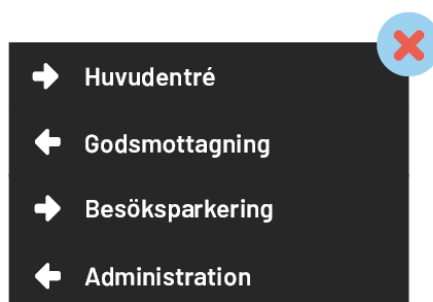 Huvudentré
Godsmottagning
Besöksparkering
Administration